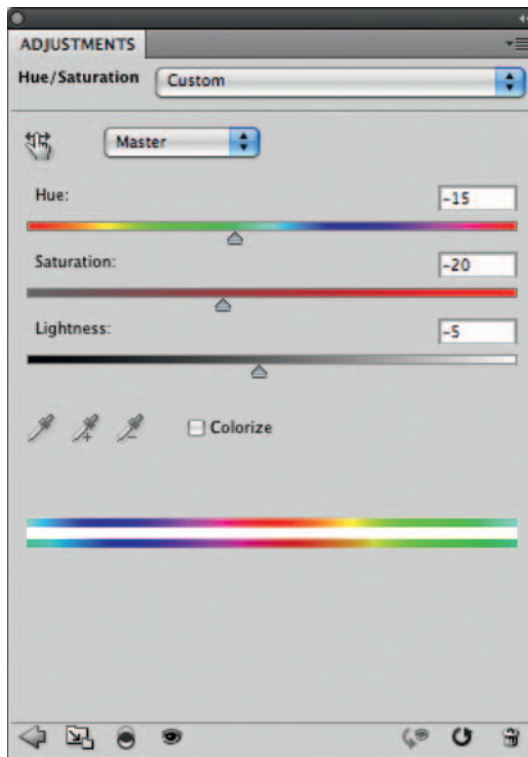 ADJUSTMENTS
Hue/Saturation Custom
Master
Hue: -15
Saturation: -20
Lightness: -5
Colorize